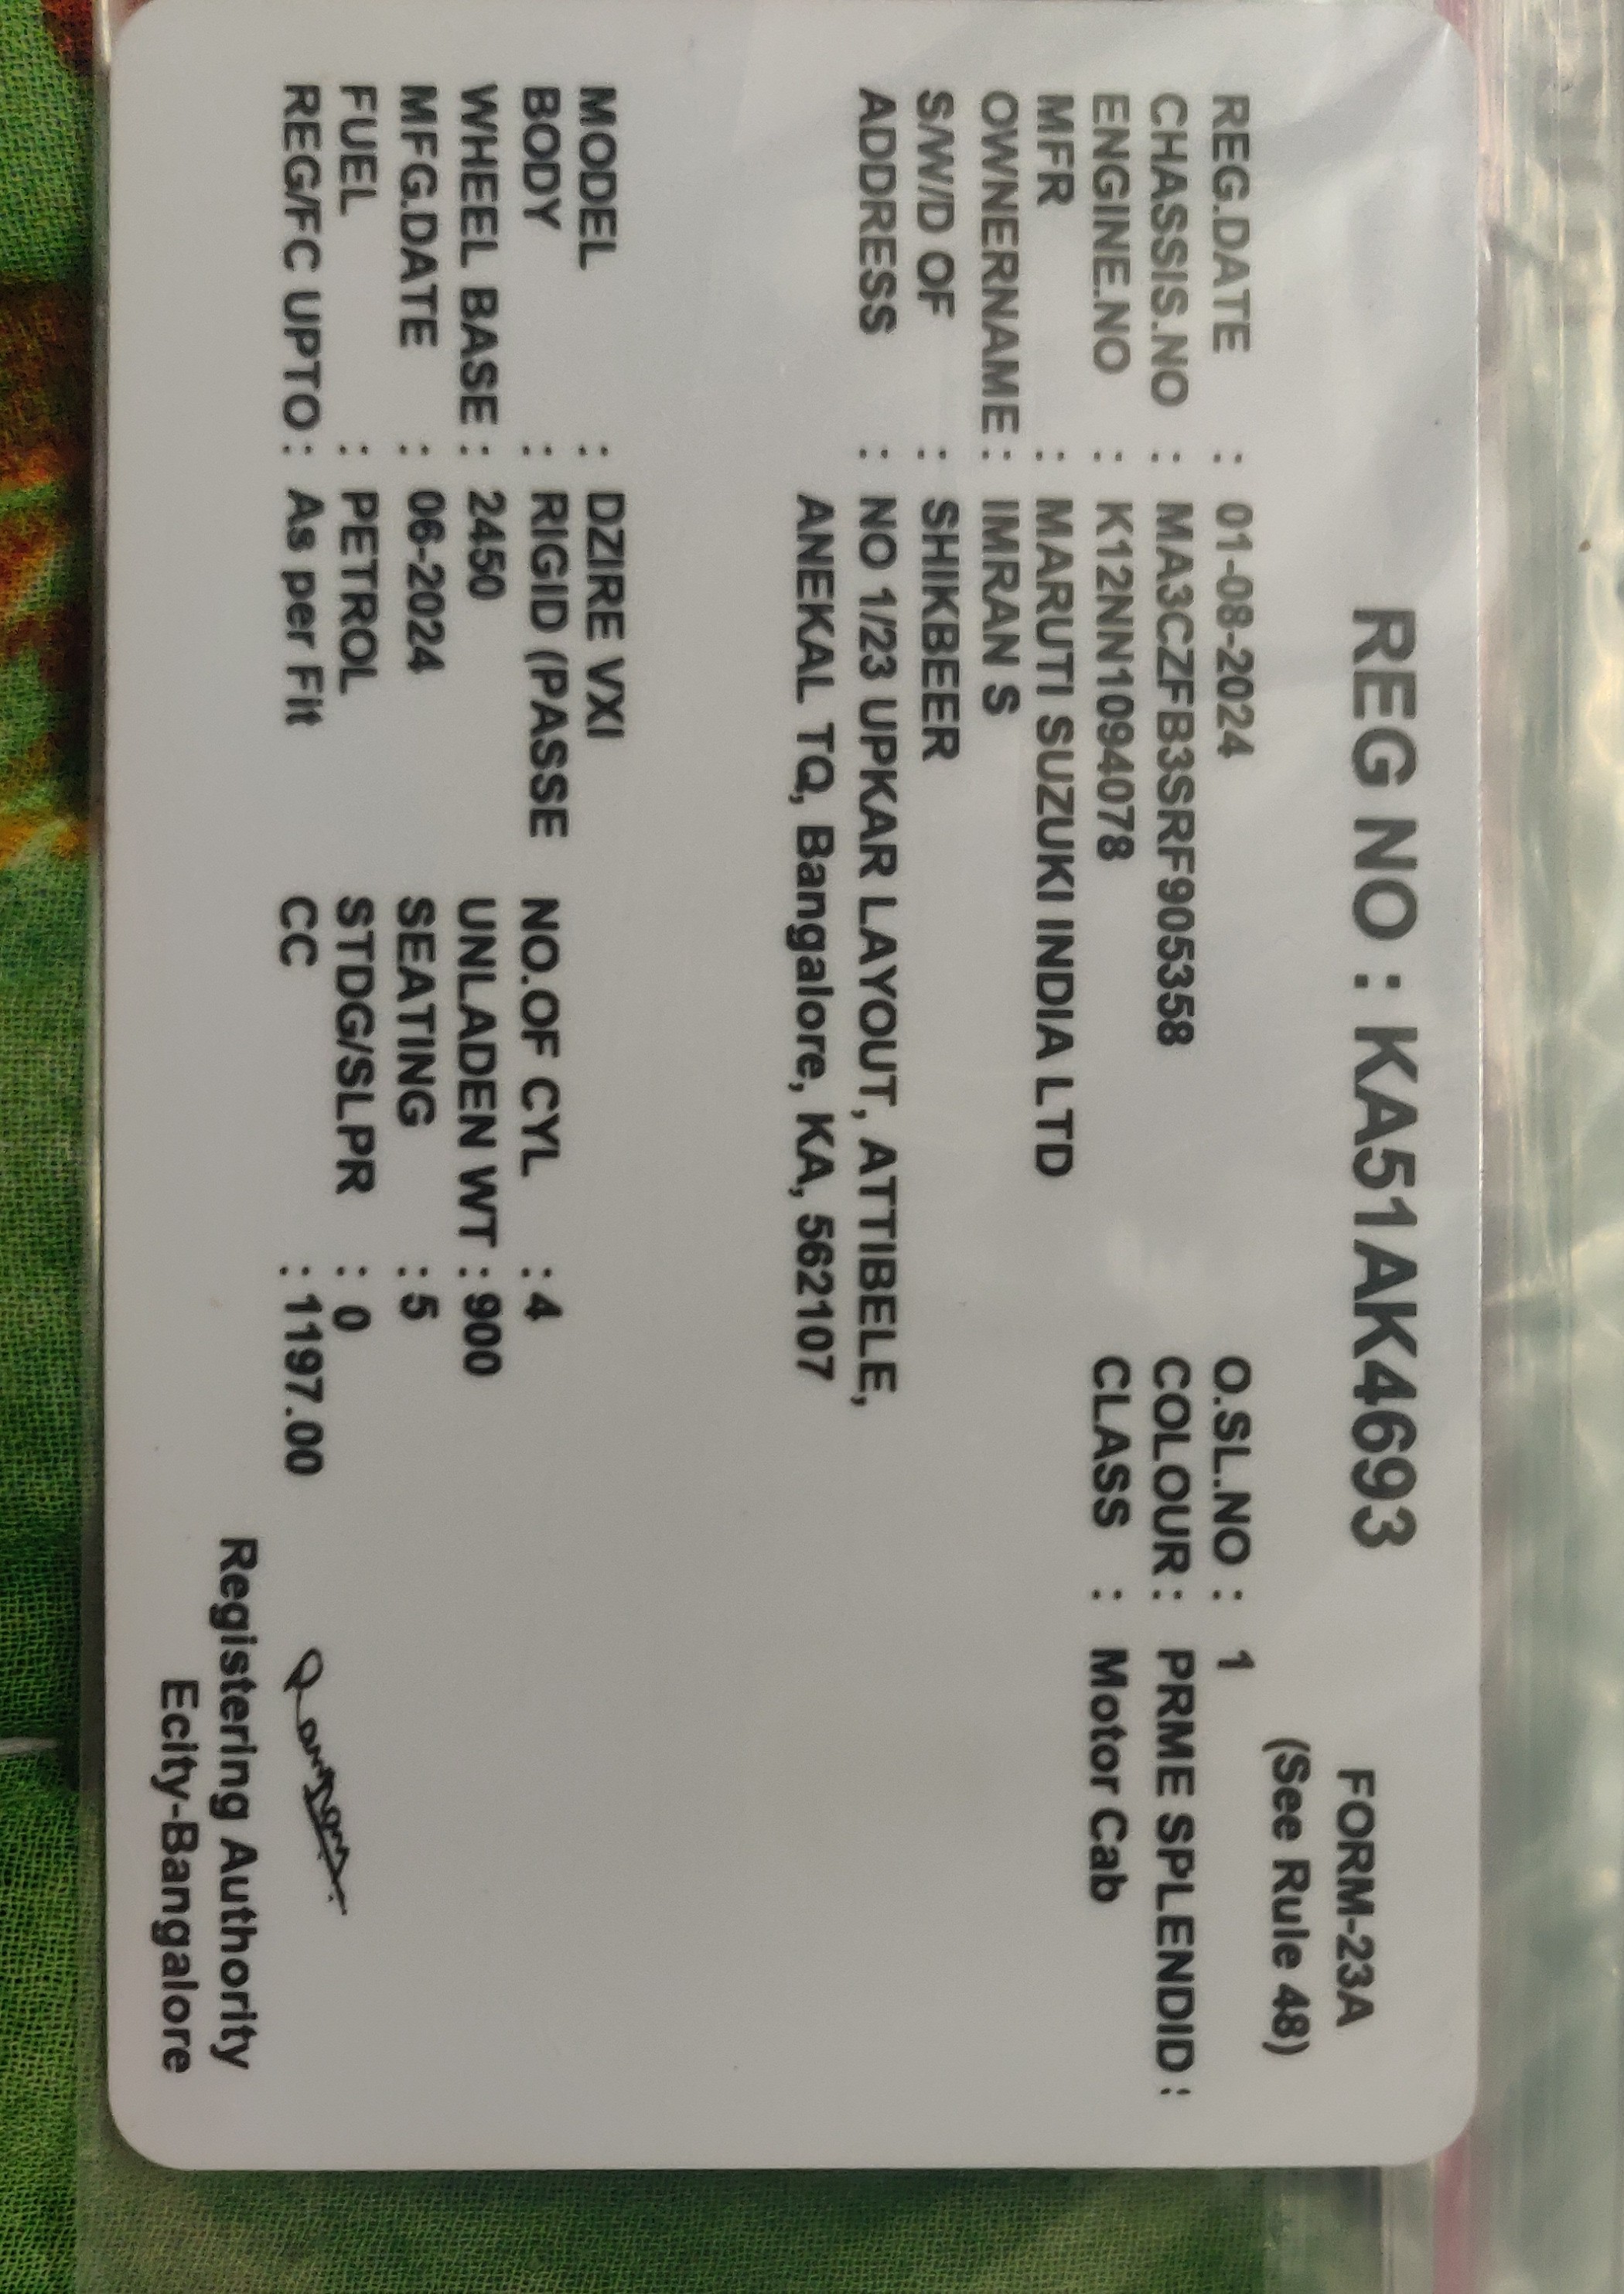 FORM-23A
REG NO : KA51AK4693
(See Rule 48)
REG.DATE : 01-08-2024 O.SL.NO : 1
CHASSIS.NO : MA3CZFB3SRF905358 COLOUR : PRME SPLENDID :
ENGINE.NO : K12NN1094078 CLASS : Motor Cab
MFR : MARUTI SUZUKI INDIA LTD
OWNERNAME : IMRAN S
S/W/D OF : SHIKBEER
ADDRESS : NO 1/23 UPKAR LAYOUT, ATTIBELE,
ANEKAL TQ, Bangalore, KA, 562107
MODEL : DZIRE VXI
BODY : RIGID (PASSE NO.OF CYL : 4
WHEEL BASE : 2450 UNLADEN WT : 900
MFG.DATE : 06-2024 SEATING : 5
FUEL : PETROL STDG/SLPR : 0
REG/FC UPTO : As per Fit CC : 1197.00
Registering Authority
Ecity-Bangalore